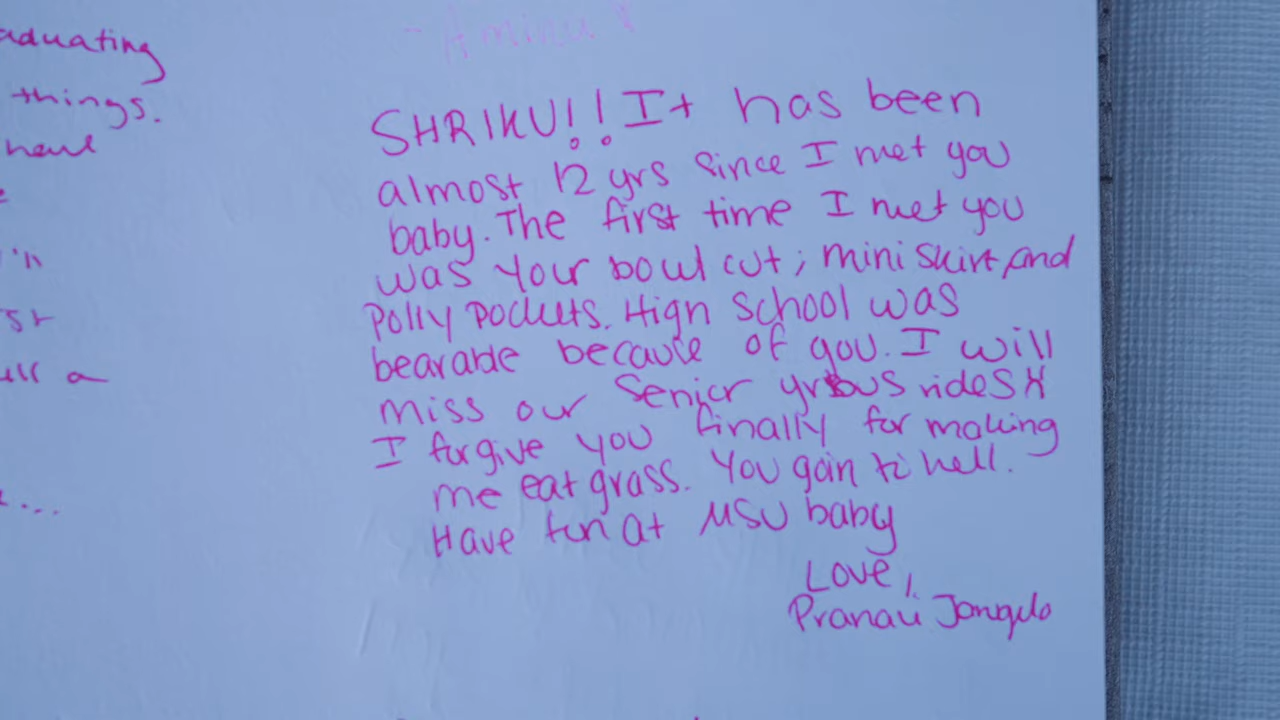 aduating
things.
have
- Aminu
SHRIKU!! It has been
almost 12 yrs since I met you
baby. The first time I met you
was your bowl cut, mini skirt, and
Polly Pockets. High school was
bearable because of you. I will
miss our Senior yr bus rides
I forgive you finally for making
me eat grass. You goin to hell.
Have fun at MSU baby
Love,
Pranali